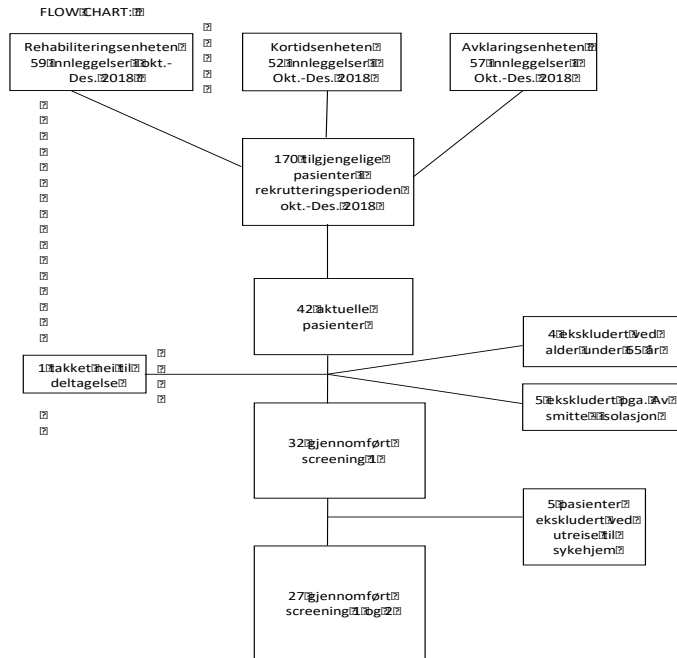 FLOW CHART:
Rehabiliteringsenheten
59 innleggelser i okt.-
Des. 2018
Kortidsenheten
52 innleggelser i
Okt.-Des. 2018
Avklaringsenheten
57 innleggelser i
Okt.-Des. 2018
170 tilgjengelige
pasienter i
rekrutteringsperioden
okt.-Des. 2018
42 aktuelle
pasienter
4 ekskludert ved
alder under 65 år
1 takket nei til
deltagelse
5 ekskludert pga. Av
smitte -isolasjon
32 gjennomført
screening 1
5 pasienter
ekskludert ved
utreise til
sykehjem
27 gjennomført
screening 1 og 2